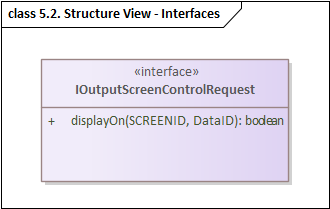 class 5.2. Structure View - Interfaces
«interface»
IOutputScreenControlRequest
+ displayOn(SCREENID, DataID): boolean